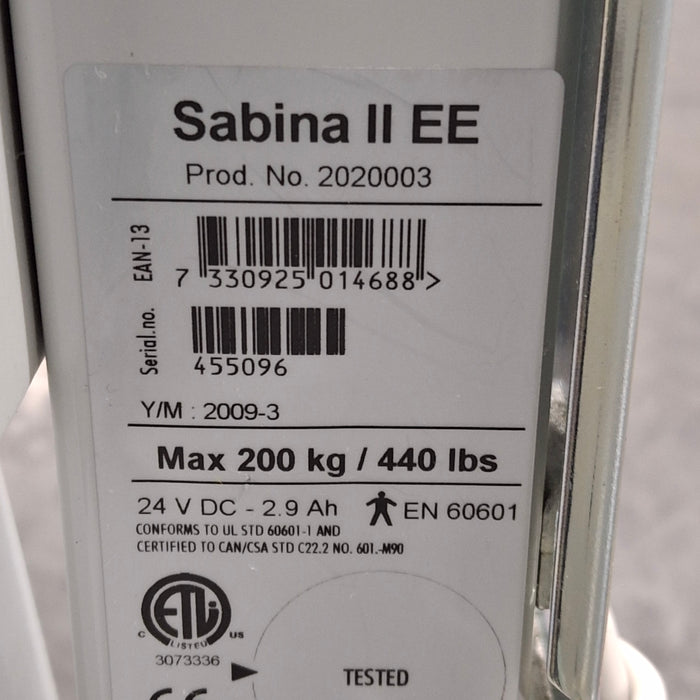 Sabina II EE
Prod. No. 2020003
EAN-13
7 330925 014688 >
Serial.no.
455096
Y/M : 2009-3
Max 200 kg / 440 lbs
24 V DC - 2.9 Ah EN 60601
CONFORMS TO UL STD 60601-1 AND
CERTIFIED TO CAN/CSA STD C22.2 NO. 601.-M90
ETL
C LISTED US
3073336
TESTED
CE